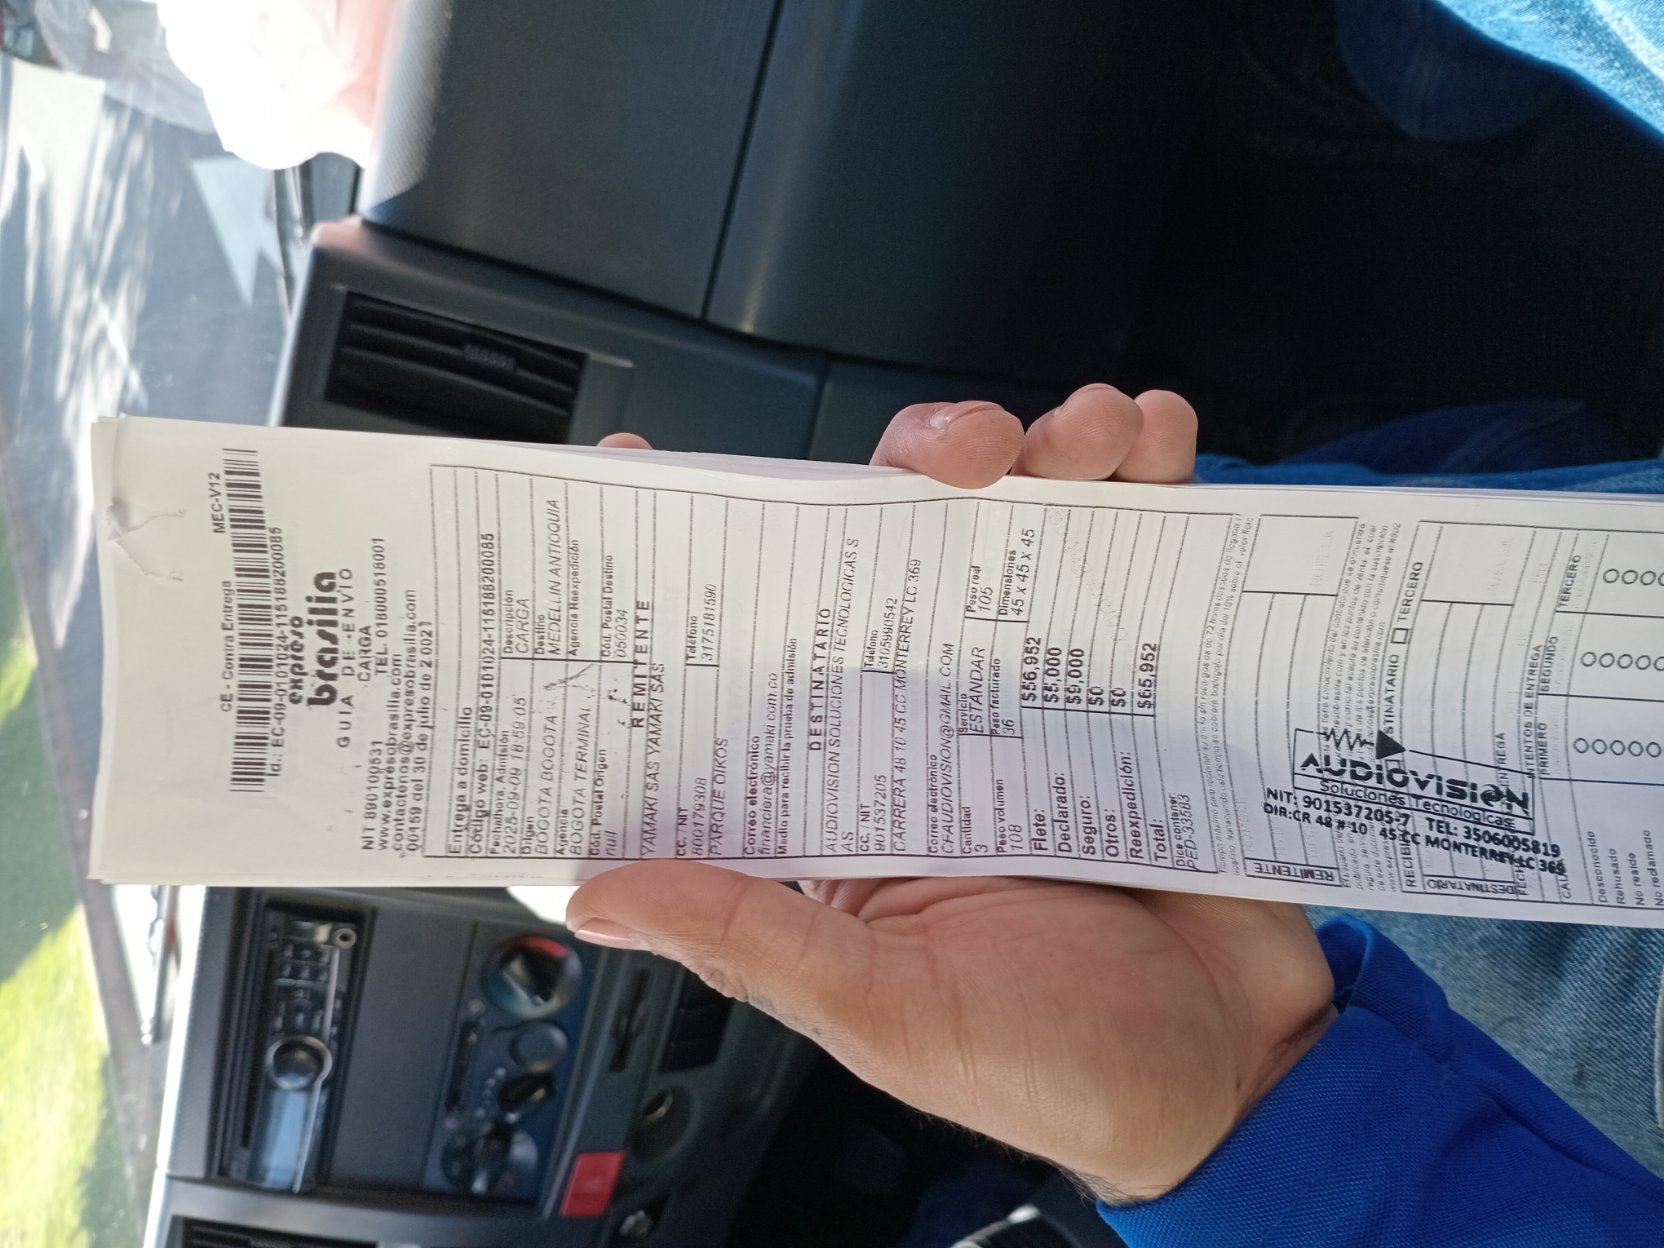 CE - Contra Entrega
MEC-V12
Id.: EC-09-0101024-115188200085
expreso
brasilia
GUIA DE ENVIO
CARGA
NIT 890100531 TEL. 018000518001
www.expresobrasilia.com
contactenos@expresobrasilia.com
00459 del 30 de julio de 2 0021
Entrega a domicilio
Código web: EC-09-0101024-115188200085
Fecha/hora, Admisión Descripción
2025-09-09 18:59:05 CARGA
Origen Destino
BOGOTA BOGOTA MEDELLIN ANTIOQUIA
Agencia Agencia Reexpedición
BOGOTA TERMINAL
Cód. Postal Origen Cód. Postal Destino
null 050034
REMITENTE
YAMAKI SAS YAMAKI SAS
CC. / NIT Teléfono
800179308 3175181590
PARQUE OIKOS
Correo electrónico
financiera@yamaki.com.co
Medio para recibir la prueba de admisión
DESTINATARIO
AUDIOVISION SOLUCIONES TECNOLOGICAS S
AS
CC. / NIT Teléfono
901537205 3105990542
CARRERA 48 10 45 CC MONTERREY LC 369
Correo electrónico
CFAUDIOVISION@GMAIL.COM
Cantidad Servicio Peso real
3 ESTANDAR 105
Peso volumen Peso facturado Dimensiones
108 36 45 X 45 X 45
Flete: $56,952
Declarado: $5,000
Seguro: $9,000
Otros: $0
Reexpedición: $0
Total: $65,952
Dice contener:
PED-33583
REMITENTE
AUDIOVISION
Soluciones Tecnologicas
NIT: 901537205-7 TEL: 3506005819
DIR:CR 48 # 10 45 CC MONTERREY LC 369
DESTINATARIO
TERCERO
INTENTOS DE ENTREGA
PRIMERO SEGUNDO TERCERO
Desconocido
Rehusado
No reside
No reclamado